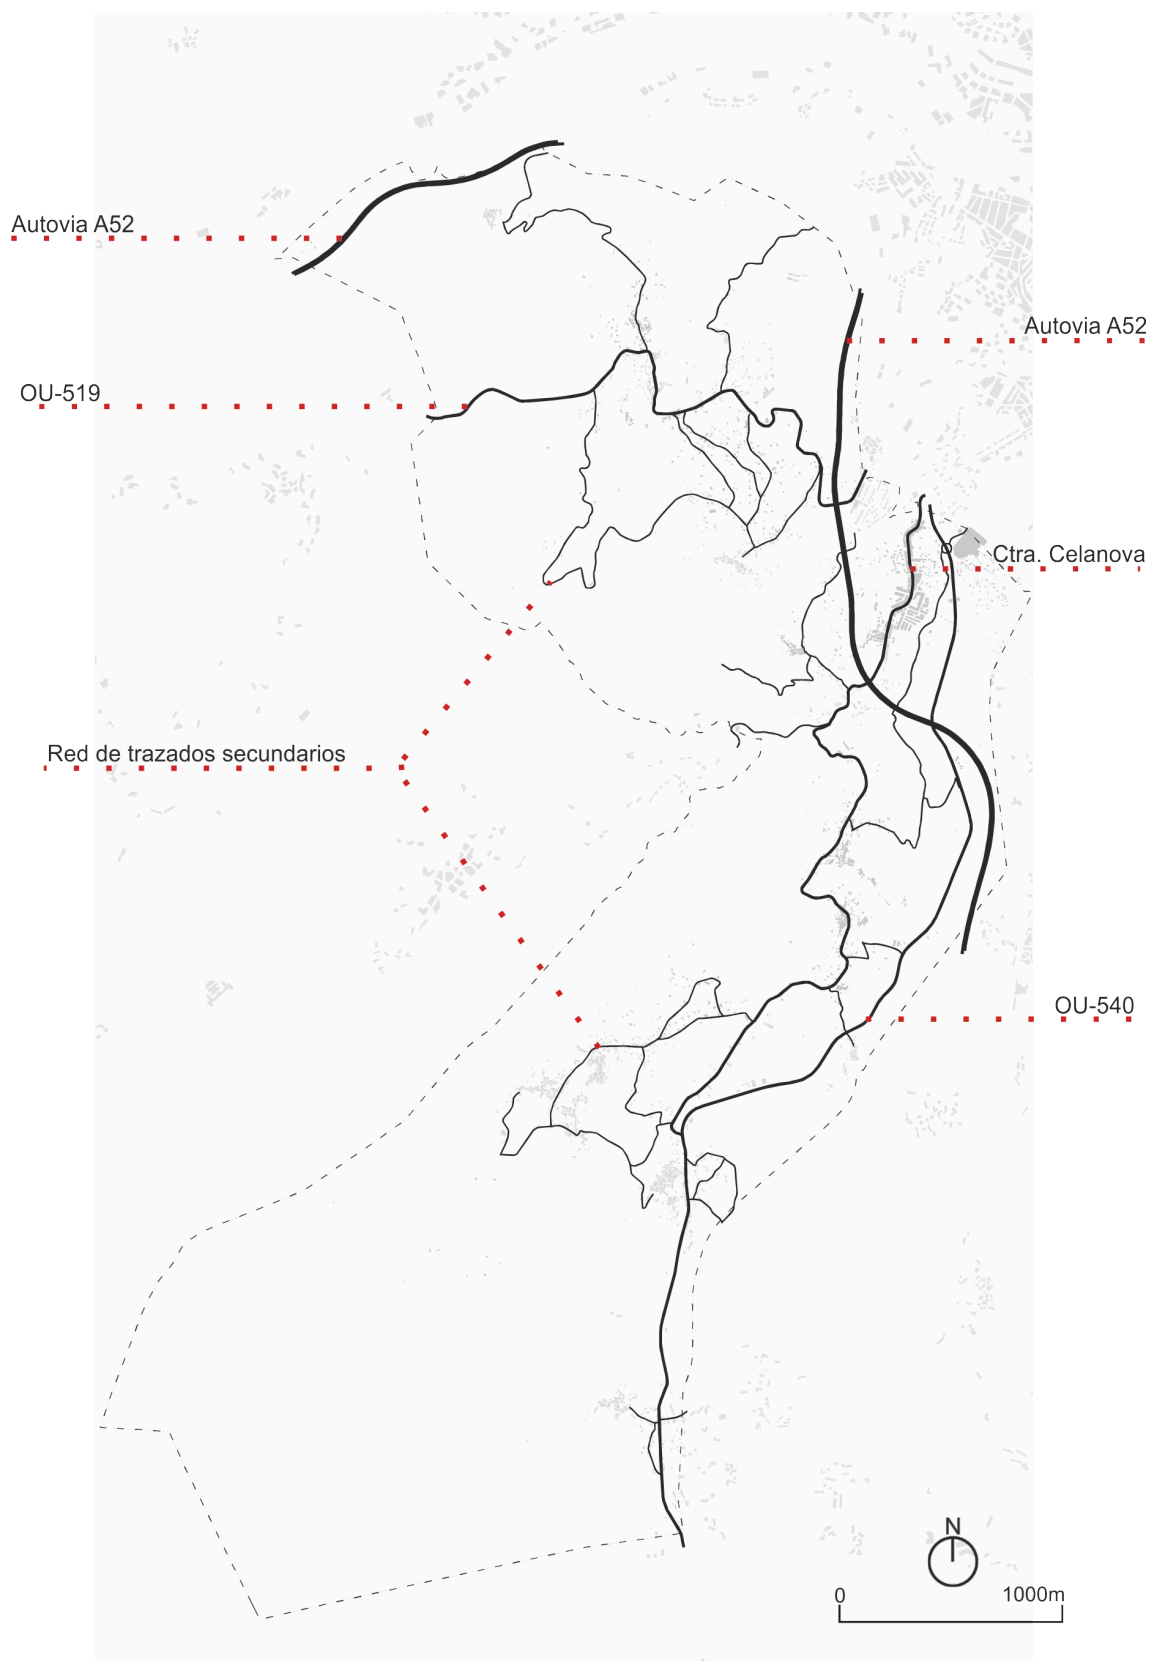 Autovia A52
Autovia A52
OU-519
Ctra. Celanova
Red de trazados secundarios
OU-540
N
0 1000m